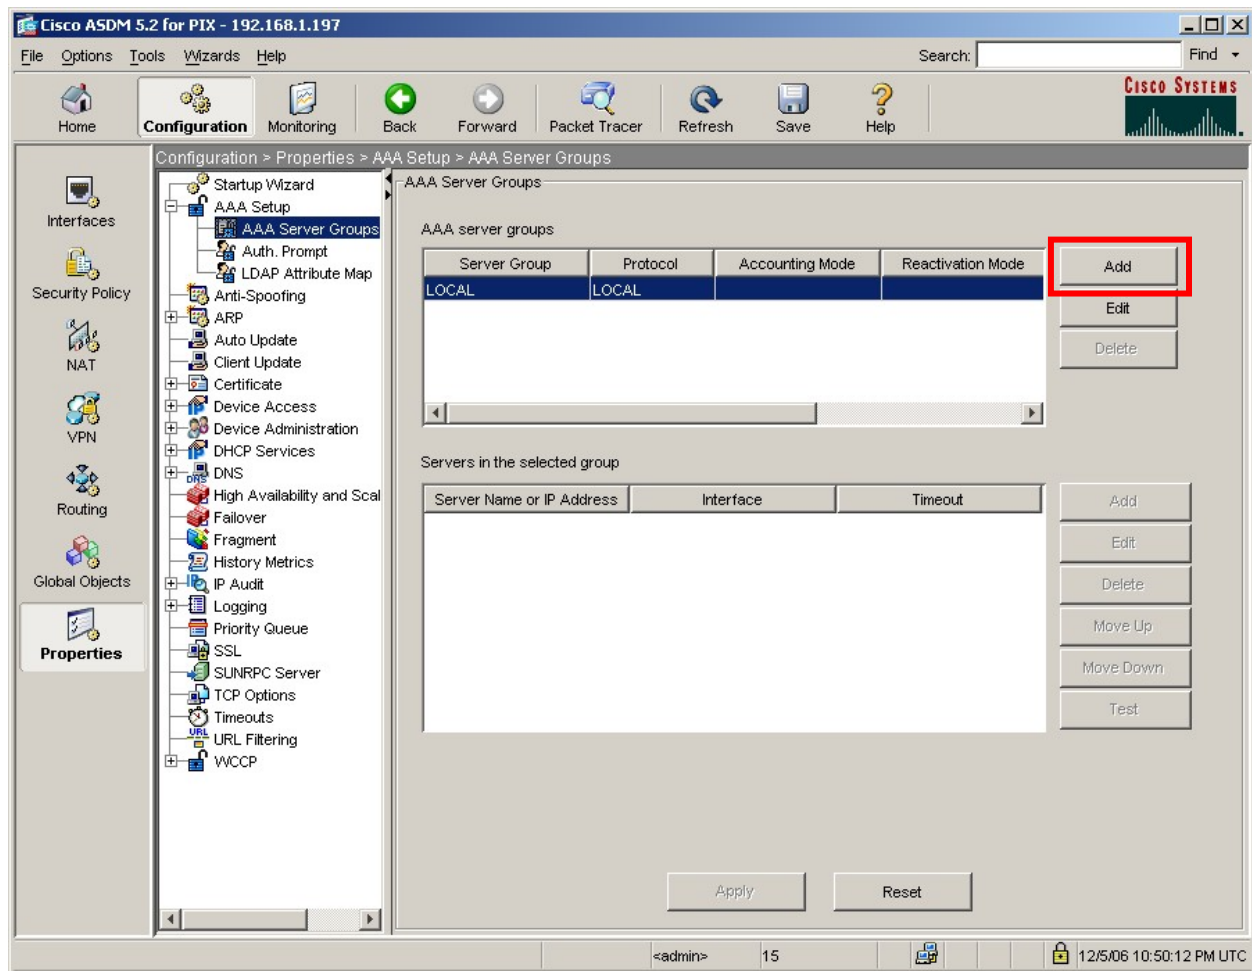 Cisco ASDM 5.2 for PIX - 192.168.1.197
File Options Tools Wizards Help
Search:
Find
Home
Configuration
Monitoring
Back
Forward
Packet Tracer
Refresh
Save
Help
CISCO SYSTEMS
Configuration > Properties > AAA Setup > AAA Server Groups
Interfaces
Security Policy
NAT
VPN
Routing
Global Objects
Properties
Startup Wizard
AAA Setup
AAA Server Groups
Auth. Prompt
LDAP Attribute Map
Anti-Spoofing
ARP
Auto Update
Client Update
Certificate
Device Access
Device Administration
DHCP Services
DNS
DNS
High Availability and Scal
Failover
Fragment
History Metrics
IP Audit
Logging
Priority Queue
SSL
SUNRPC Server
TCP Options
Timeouts
URL
URL Filtering
WCCP
AAA Server Groups
AAA server groups
Server Group Protocol Accounting Mode Reactivation Mode
LOCAL LOCAL
Add
Edit
Delete
Servers in the selected group
Server Name or IP Address Interface Timeout
Add
Edit
Delete
Move Up
Move Down
Test
Apply
Reset
<admin> 15 12/5/06 10:50:12 PM UTC